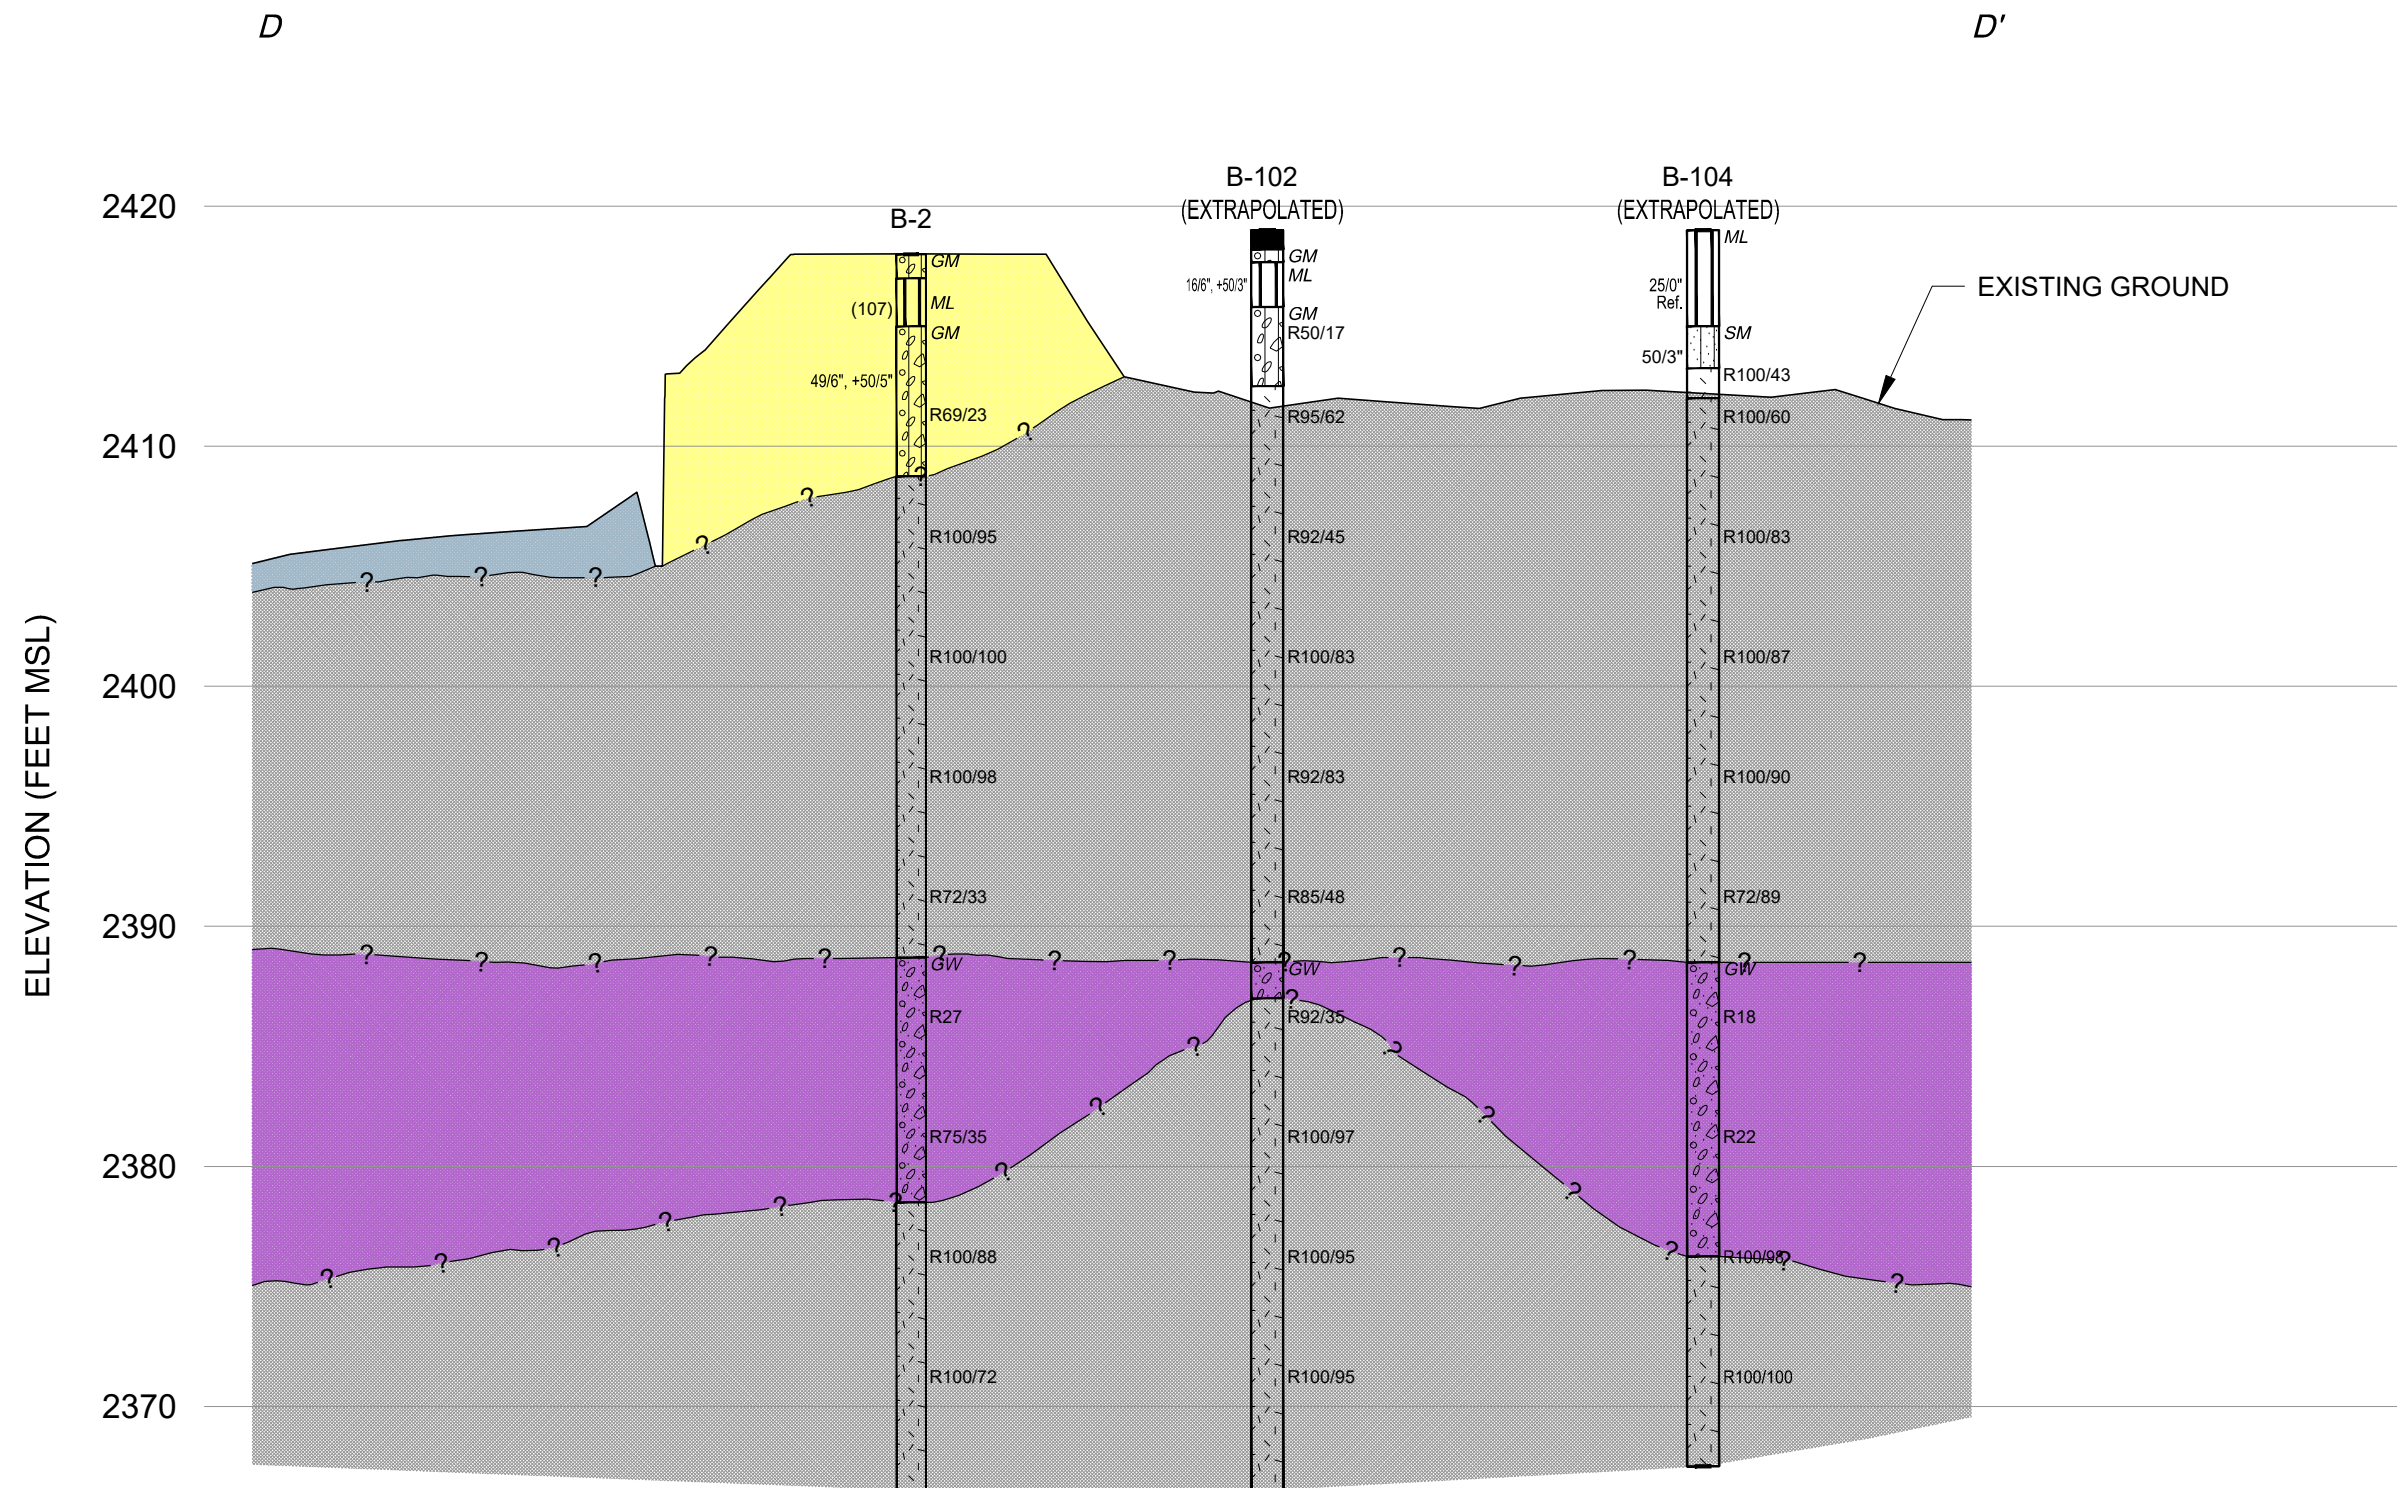 D
D'
B-102
B-104
2420
(EXTRAPOLATED)
(EXTRAPOLATED)
B-2
ML
GM
GM
ML
16/6", +50/3"
25/0"
Ref.
EXISTING GROUND
(107)
ML
GM
GM
R50/17
SM
50/3"
49/6", +50/5"
R100/43
R69/23
R95/62
R100/60
?
2410
?
?
?
R100/95
R92/45
R100/83
?
?
?
ELEVATION (FEET MSL)
R100/100
R100/83
R100/87
2400
R100/98
R92/83
R100/90
R72/33
R85/48
R72/89
2390
? ? ? ? ? ? ? ? ? ? ? ? ? ?
GW
GW
GW
?
R27
R92/35
R18
?
?
?
?
R75/35
R100/97
R22
2380
?
?
?
?
?
?
?
?
?
R100/88
R100/95
R100/98
?
?
?
R100/72
R100/95
R100/100
2370